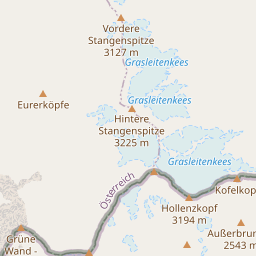 Vordere
Stangenspitze
3127 m
Grasleitenkees
Eurerköpfe
Grasleitenkees
Hintere
Stangenspitze
3225 m
Grasleitenkees
Österreich
Kofelkop
Hollenzkopf
3194 m
Grüne
Wand -
Außerbrun
2543 m